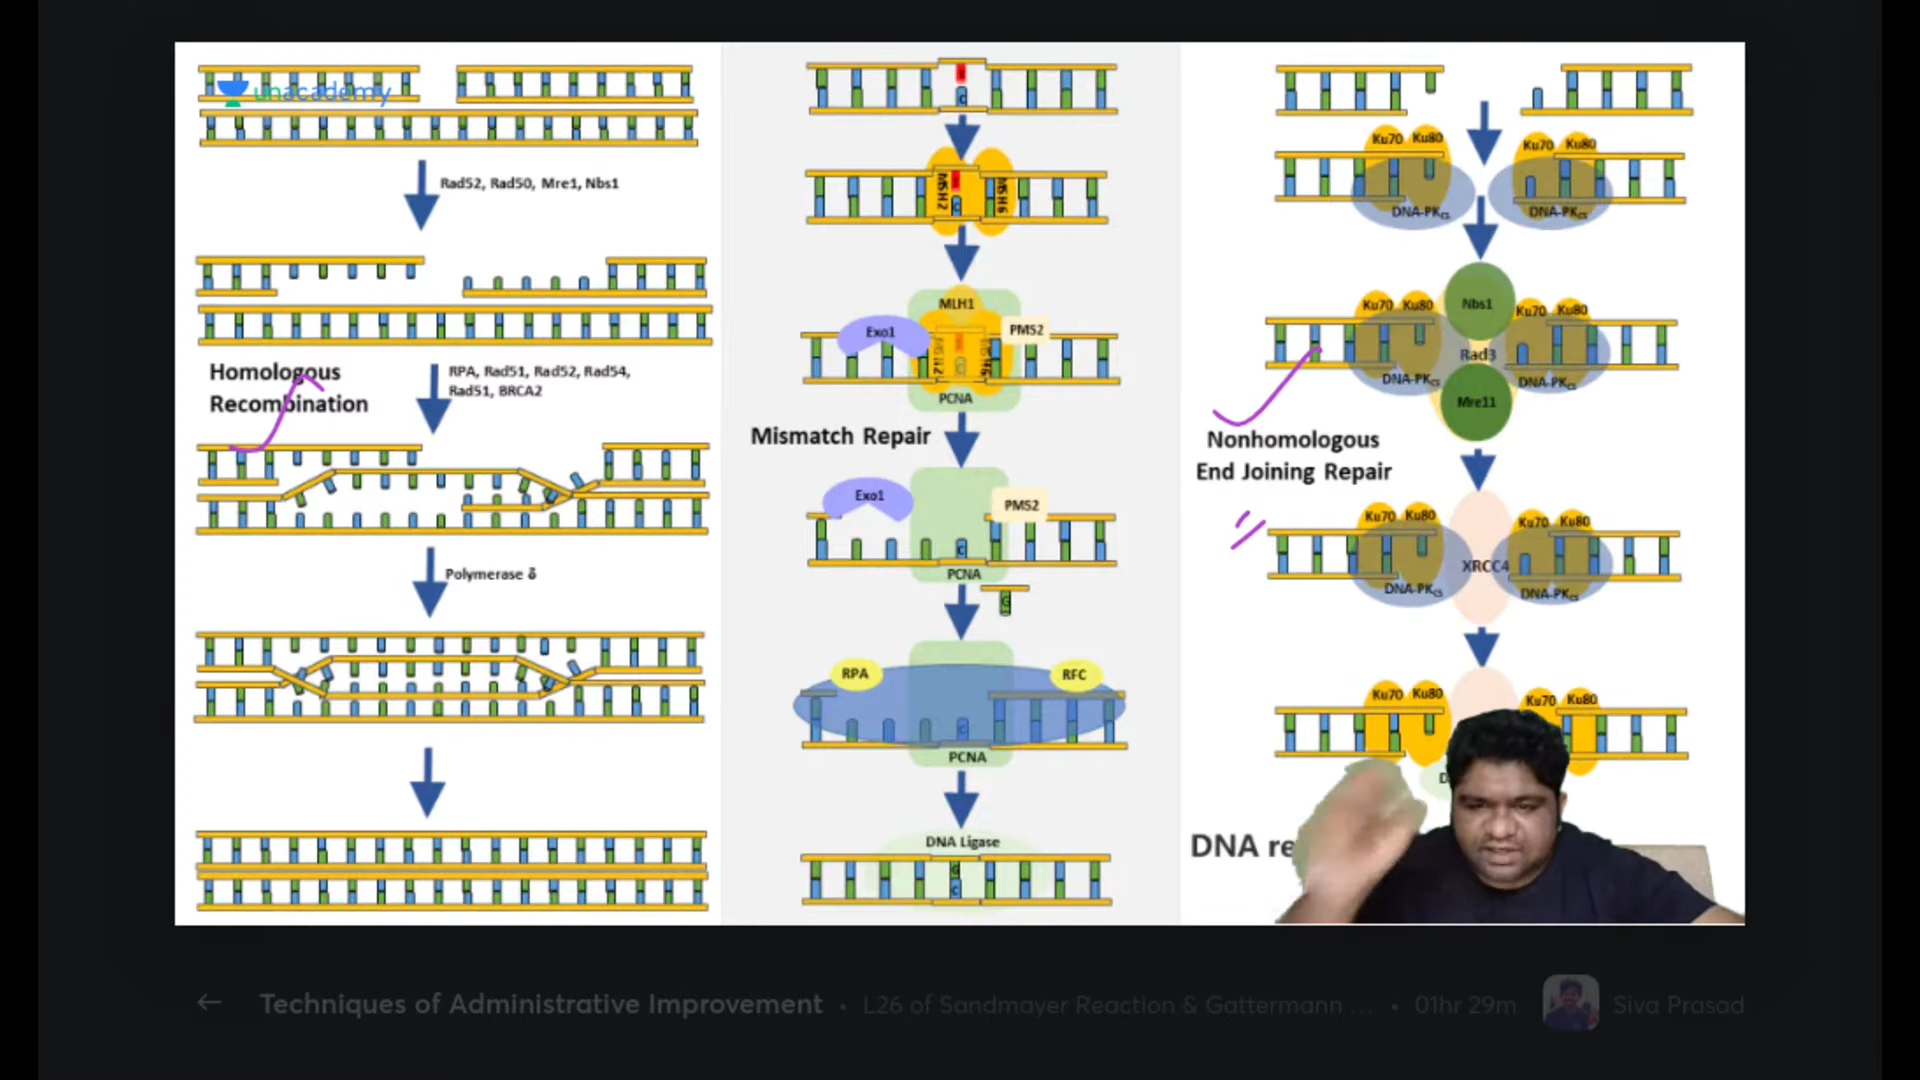 unacademy
Rad52, Rad50, Mre1, Nbs1
Homologous
Recombination
RPA, Rad51, Rad52, Rad54,
Rad51, BRCA2
Polymerase δ
C
MSH2
MSH6
C
MLH1
Exo1
PMS2
PCNA
Mismatch Repair
Exo1
PMS2
C
PCNA
G
RPA
RFC
C
PCNA
DNA Ligase
G
C
Ku70 Ku80
Ku70 Ku80
DNA-PKcs
DNA-PKcs
Nbs1
Ku70 Ku80
Ku70 Ku80
Rad3
DNA-PKcs
DNA-PKcs
Mre11
Nonhomologous
End Joining Repair
Ku70 Ku80
Ku70 Ku80
XRCC4
DNA-PKcs
DNA-PKcs
Ku70 Ku80
Ku70 Ku80
DNA
Techniques of Administrative Improvement • L26 of Sandmayer Reaction & Gattermann ... • 01hr 29m Siva Prasad